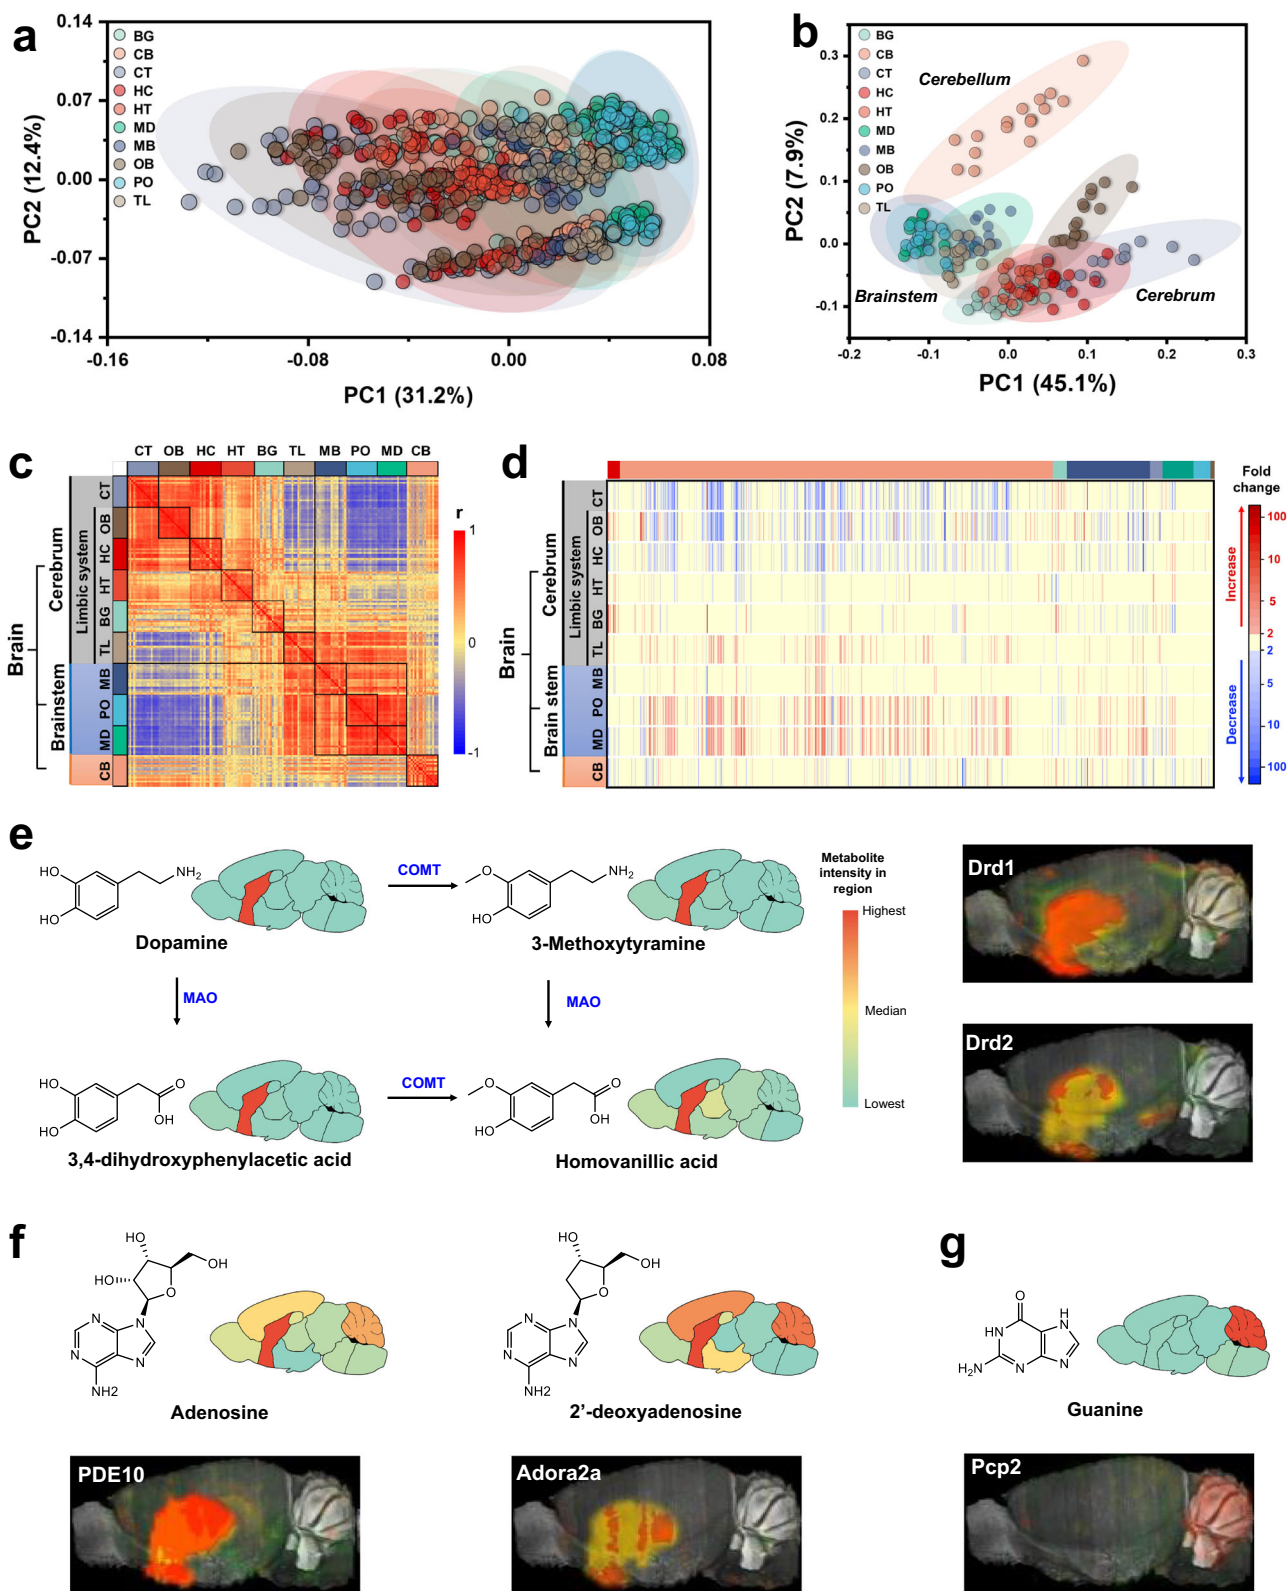 a
0.14
0.07
0.00
-0.07
-0.14
PC2 (12.4%)
BG
CB
CT
HC
HT
MD
MB
OB
PO
TL
-0.16
-0.08
0.00
0.08
PC1 (31.2%)
b
0.3
0.2
0.1
0.0
-0.1
PC2 (7.9%)
BG
CB
CT
HC
HT
MD
MB
OB
PO
TL
Cerebellum
Brainstem
Cerebrum
-0.2
-0.1
0.0
0.1
0.2
0.3
PC1 (45.1%)
c
CT OB HC HT BG TL MB PO MD CB
Brain
Cerebrum
Brainstem
Limbic system
CT
OB
HC
HT
BG
TL
MB
PO
MD
CB
r
1
0
-1
d
Brain
Cerebrum
Brain stem
Limbic system
CT
OB
HC
HT
BG
TL
MB
PO
MD
CB
Fold
change
Increase
Decrease
100
10
5
2
2
5
10
100
e
HO
HO
NH2
Dopamine
COMT
O
HO
NH2
3-Methoxytyramine
MAO
MAO
HO
HO
O
OH
3,4-dihydroxyphenylacetic acid
COMT
O
HO
O
OH
Homovanillic acid
Metabolite
intensity in
region
Highest
Median
Lowest
Drd1
Drd2
f
HO
HO
OH
O
N
N
N
N
NH2
Adenosine
HO
OH
O
N
N
N
N
NH2
2'-deoxyadenosine
PDE10
Adora2a
g
O
H
N
HN
H2N
N
N
Guanine
Pcp2